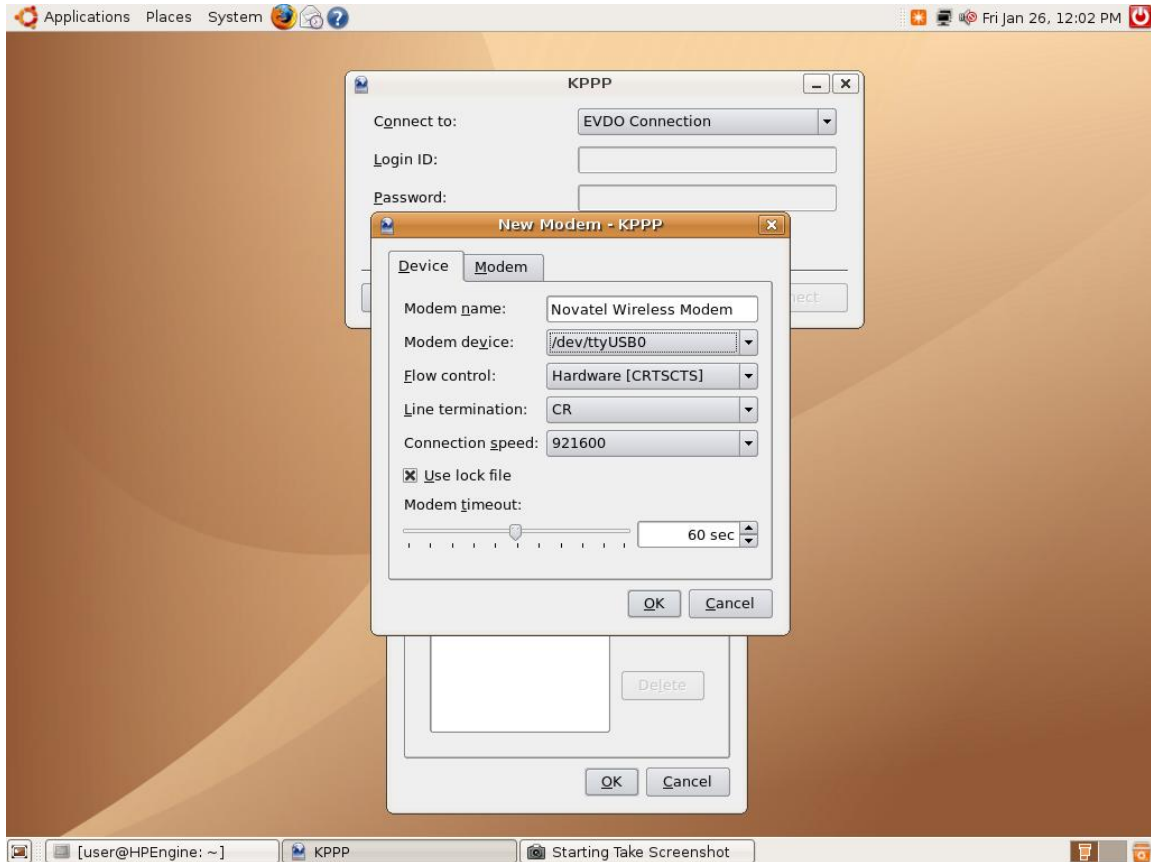 Applications Places System Fri Jan 26, 12:02 PM
KPPP
Connect to: EVDO Connection
Login ID:
Password:
New Modem - KPPP
Device Modem
Modem name: Novatel Wireless Modem
Modem device: /dev/ttyUSB0
Flow control: Hardware [CRTSCTS]
Line termination: CR
Connection speed: 921600
Use lock file
Modem timeout:
60 sec
OK Cancel
Delete
OK Cancel
[user@HPEngine: ~] KPPP Starting Take Screenshot